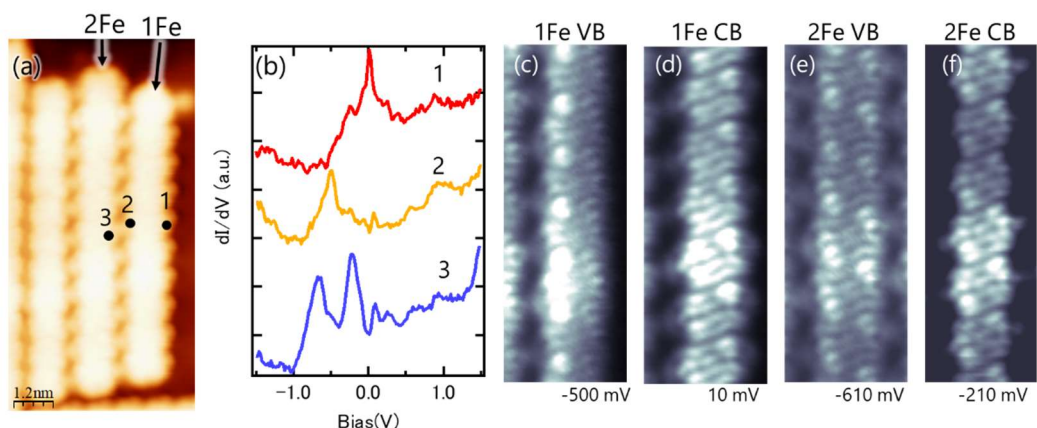 2Fe 1Fe
(a)
3 2 1
1.2nm
(b)
1
2
3
dI/dV (a.u.)
−1.0 0.0 1.0
Bias(V)
1Fe VB
(c)
-500 mV
1Fe CB
(d)
10 mV
2Fe VB
(e)
-610 mV
2Fe CB
(f)
-210 mV